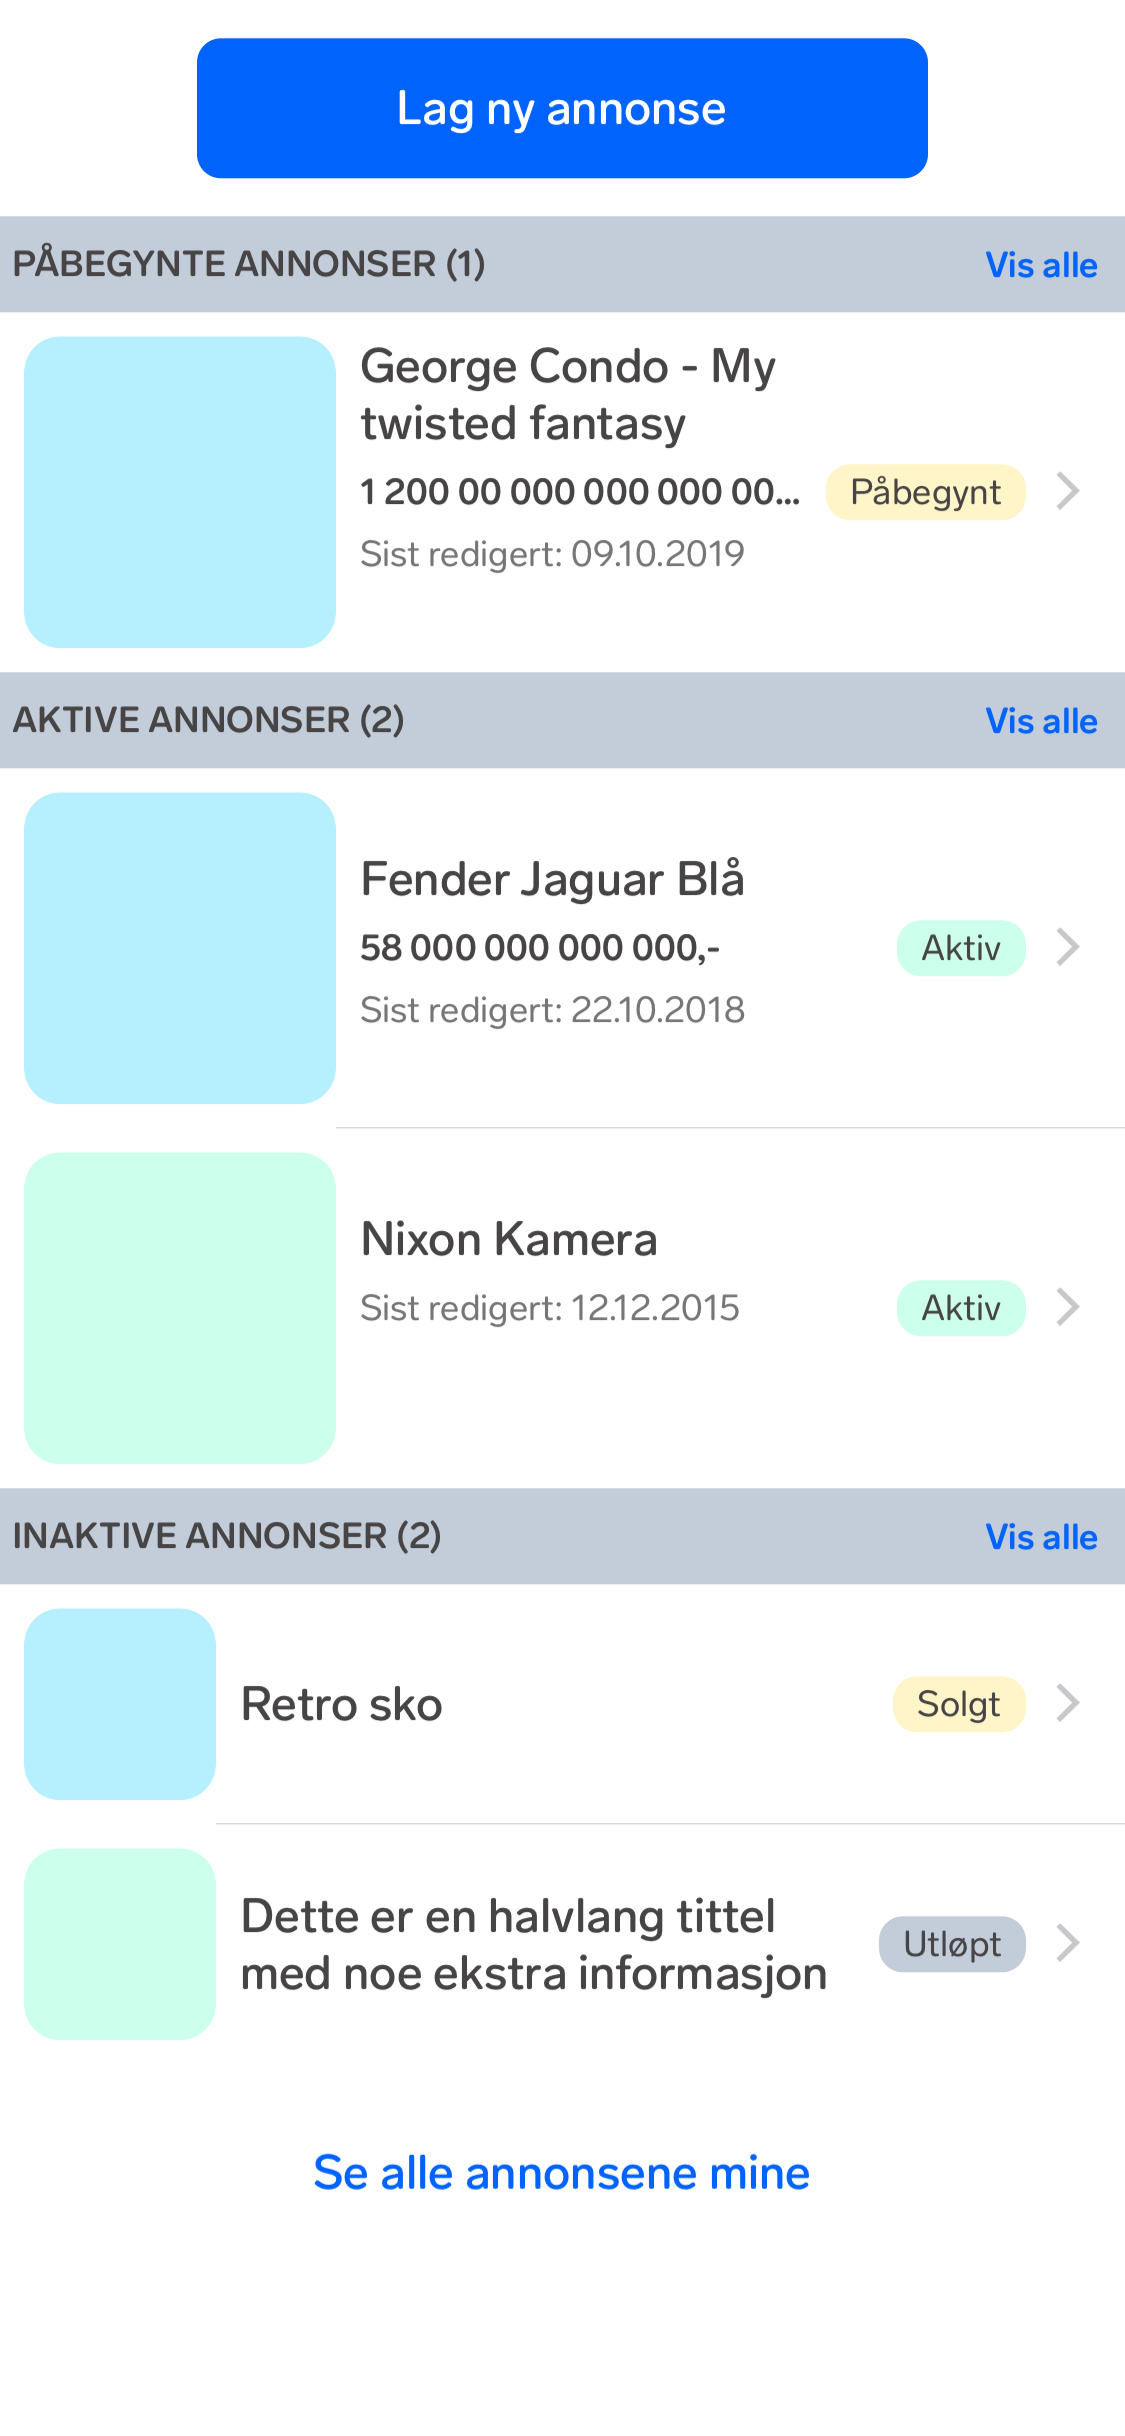 Lag ny annonse
PÅBEGYNTE ANNONSER (1)
Vis alle
George Condo - My
twisted fantasy
1 200 00 000 000 000 00...
Påbegynt
Sist redigert: 09.10.2019
AKTIVE ANNONSER (2)
Vis alle
Fender Jaguar Blå
58 000 000 000 000,-
Aktiv
Sist redigert: 22.10.2018
Nixon Kamera
Sist redigert: 12.12.2015
Aktiv
INAKTIVE ANNONSER (2)
Vis alle
Retro sko
Solgt
Dette er en halvlang tittel
med noe ekstra informasjon
Utløpt
Se alle annonsene mine